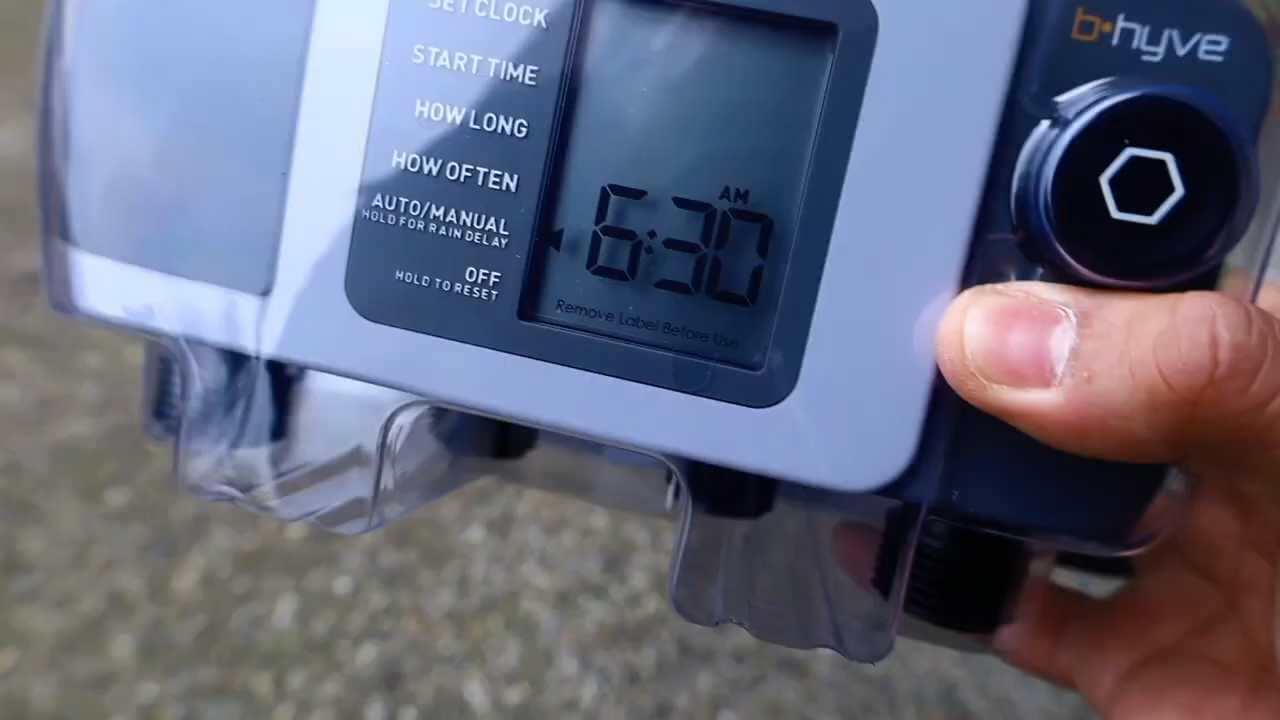 SET CLOCK
START TIME
HOW LONG
HOW OFTEN
AUTO/MANUAL
HOLD FOR RAIN DELAY
OFF
HOLD TO RESET
AM
6:30
Remove Label Before Use
b•hyve